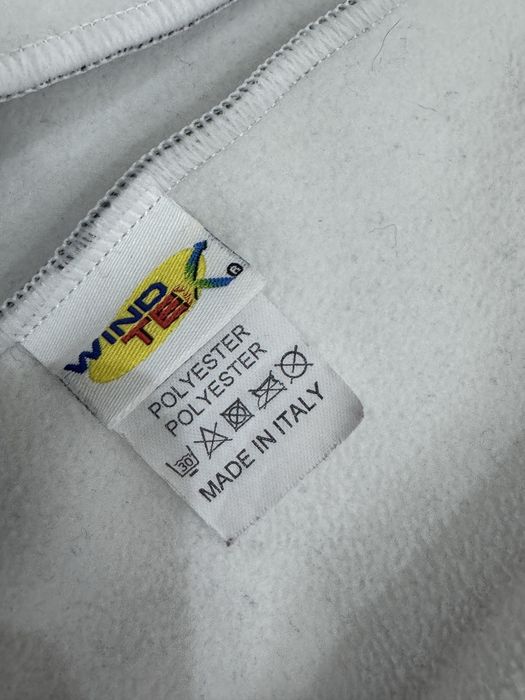 WIND
TEX ®
POLYESTER
POLYESTER
30°
MADE IN ITALY